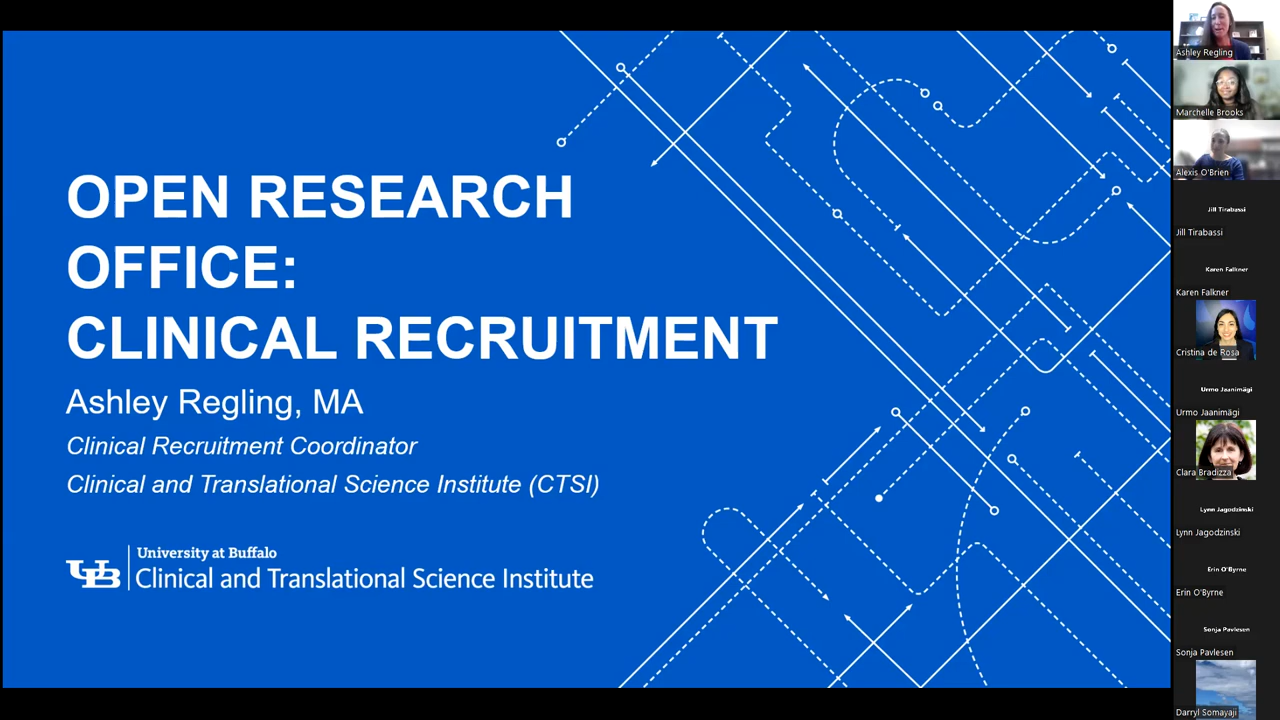 OPEN RESEARCH
OFFICE:
CLINICAL RECRUITMENT
Ashley Regling, MA
Clinical Recruitment Coordinator
Clinical and Translational Science Institute (CTSI)
UB
University at Buffalo
Clinical and Translational Science Institute
Ashley Regling
Marchelle Brooks
Alexis O'Brien
Jill Tirabassi
Jill Tirabassi
Karen Falkner
Karen Falkner
Cristina de Rosa
Urmo Jaanimägi
Urmo Jaanimägi
Clara Bradizza
Lynn Jagodzinski
Lynn Jagodzinski
Erin O'Byrne
Erin O'Byrne
Sonja Pavlesen
Sonja Pavlesen
Darryl Somayaji